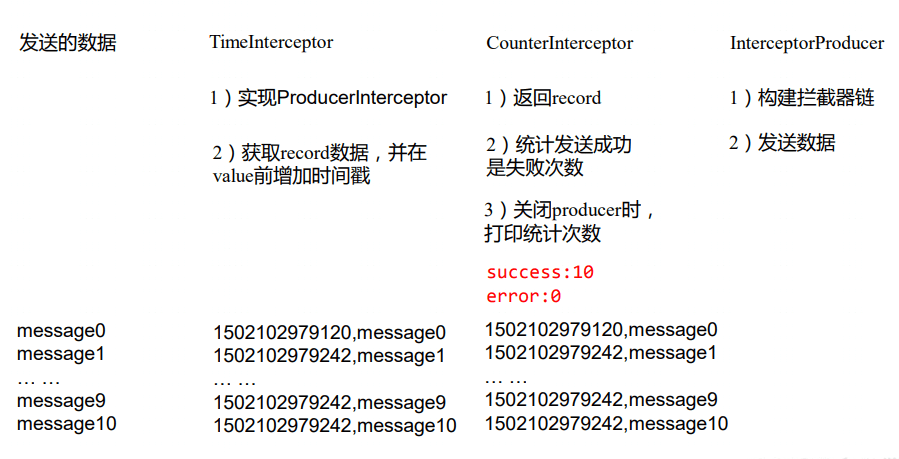 发送的数据
TimeInterceptor
CounterInterceptor
InterceptorProducer
1）实现ProducerInterceptor
1）返回record
1）构建拦截器链
2）获取record数据，并在
value前增加时间戳
2）统计发送成功
是失败次数
2）发送数据
3）关闭producer时，
打印统计次数
success:10
error:0
message0
1502102979120,message0
1502102979120,message0
message1
1502102979242,message1
1502102979242,message1
… …
… …
… …
message9
1502102979242,message9
1502102979242,message9
message10
1502102979242,message10
1502102979242,message10